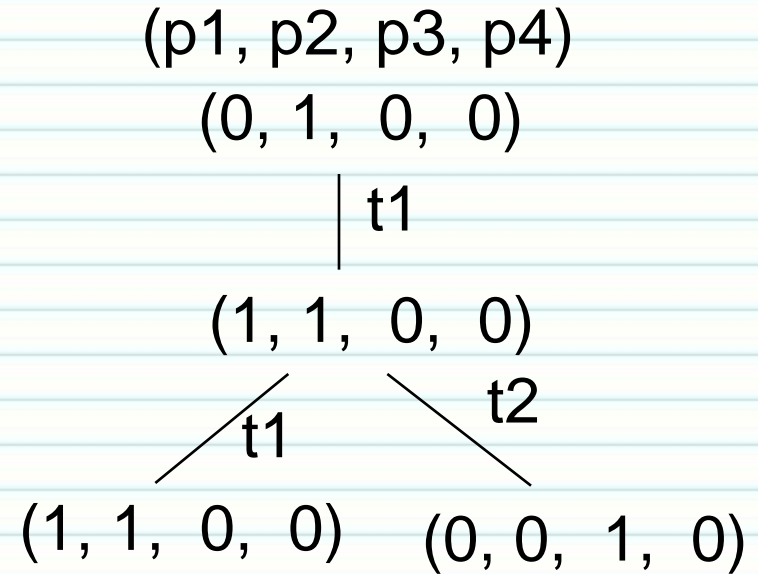 (p1, p2, p3, p4)
(0, 1, 0, 0)
t1
(1, 1, 0, 0)
t1
t2
(1, 1, 0, 0)
(0, 0, 1, 0)